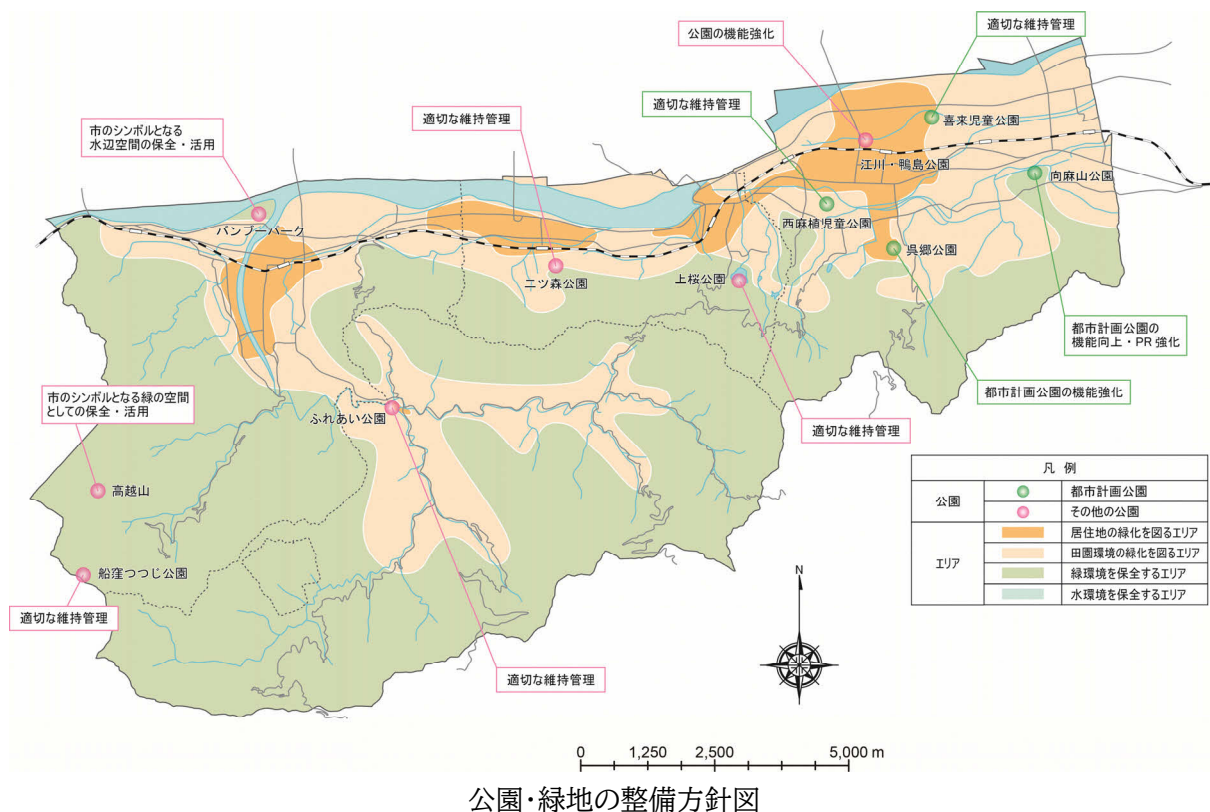 適切な維持管理
公園の機能強化
適切な維持管理
適切な維持管理
市のシンボルとなる
水辺空間の保全・活用
喜来児童公園
江川・鴨島公園
向麻山公園
バンブーパーク
西麻植児童公園
呉郷公園
二ツ森公園
上桜公園
都市計画公園の
機能向上・PR強化
都市計画公園の機能強化
市のシンボルとなる緑の空間
としての保全・活用
ふれあい公園
適切な維持管理
高越山
船窪つつじ公園
適切な維持管理
適切な維持管理
凡 例
公園
都市計画公園
その他の公園
エリア
居住地の緑化を図るエリア
田園環境の緑化を図るエリア
緑環境を保全するエリア
水環境を保全するエリア
N
0 1,250 2,500 5,000 m
公園・緑地の整備方針図